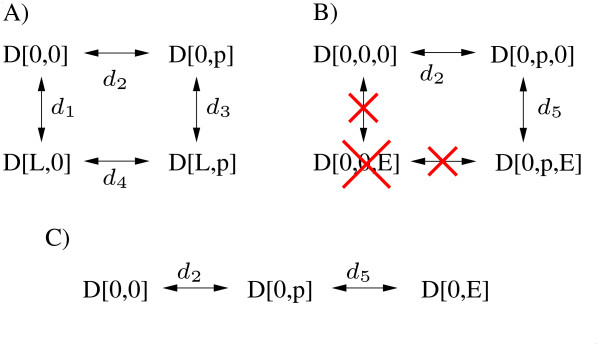 A)
B)
D[0,0]
D[0,p]
D[0,0,0]
D[0,p,0]
d2
d2
d1
d3
d5
D[L,0]
D[L,p]
D[0,0,E]
D[0,p,E]
d4
C)
d2
d5
D[0,0]
D[0,p]
D[0,E]